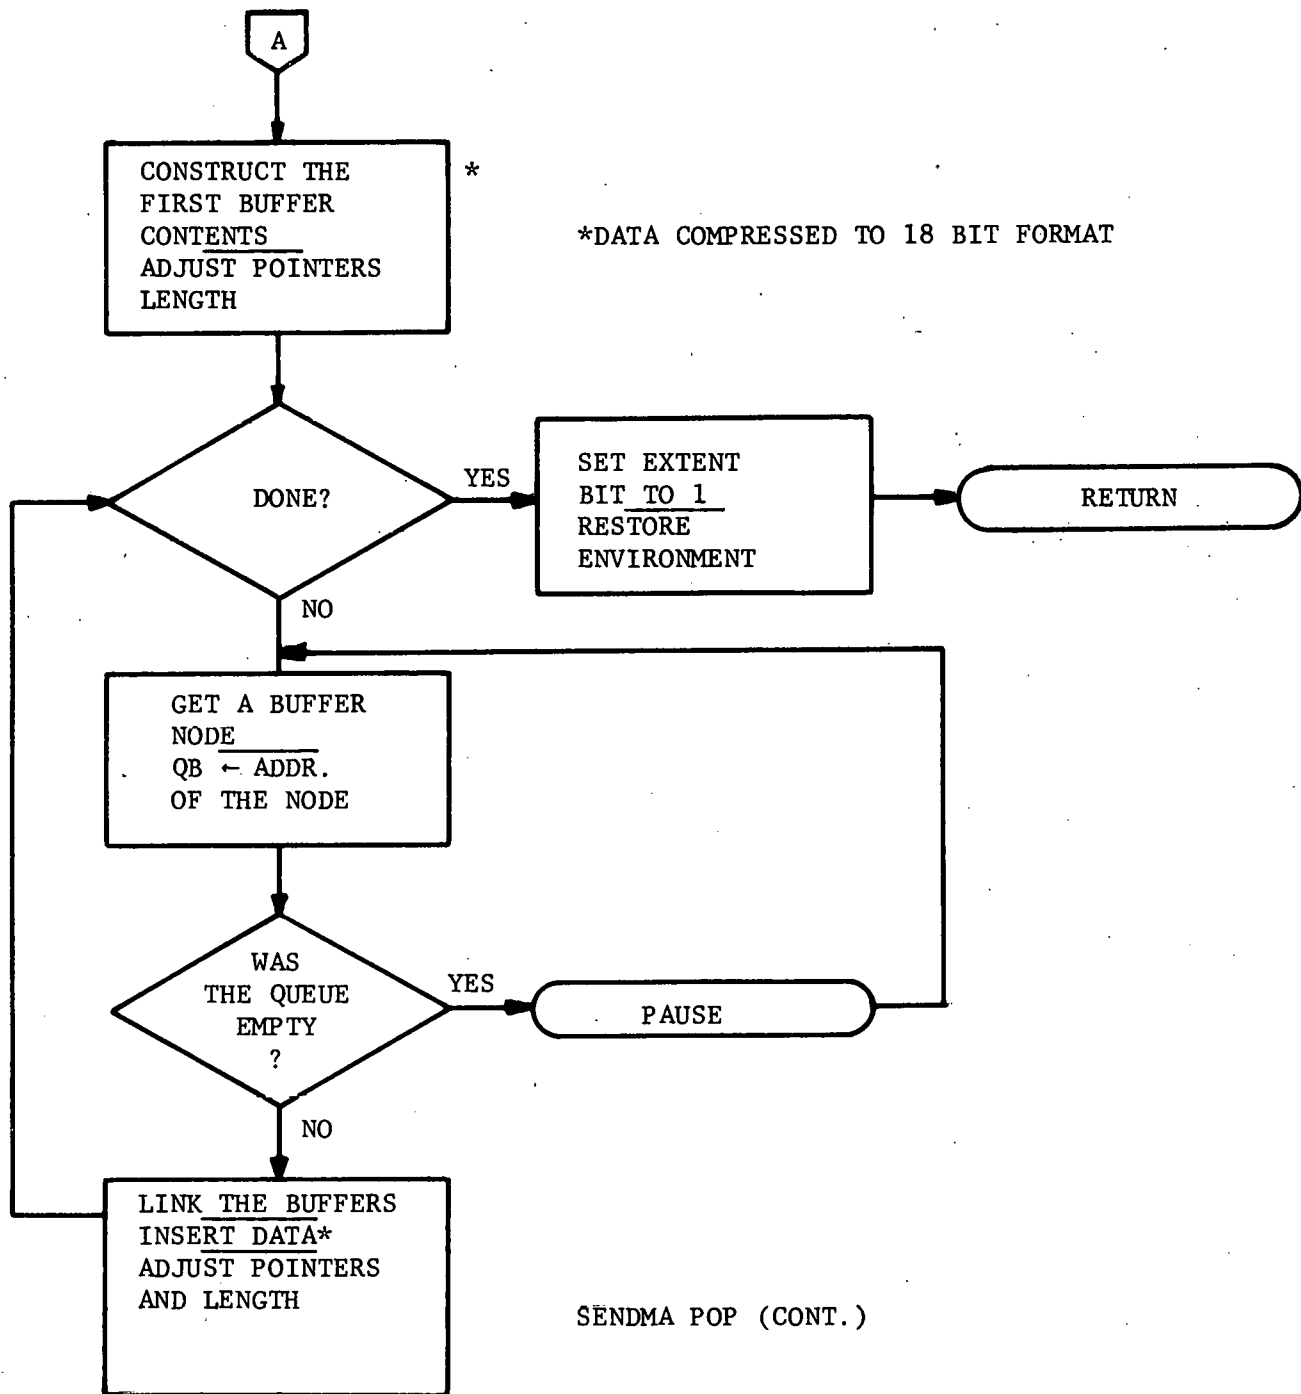 A
CONSTRUCT THE
FIRST BUFFER
CONTENTS
ADJUST POINTERS
LENGTH
*
*DATA COMPRESSED TO 18 BIT FORMAT
DONE?
YES
SET EXTENT
BIT TO 1
RESTORE
ENVIRONMENT
RETURN
NO
GET A BUFFER
NODE
QB ← ADDR.
OF THE NODE
WAS
THE QUEUE
EMPTY
?
YES
PAUSE
NO
LINK THE BUFFERS
INSERT DATA*
ADJUST POINTERS
AND LENGTH
SENDMA POP (CONT.)